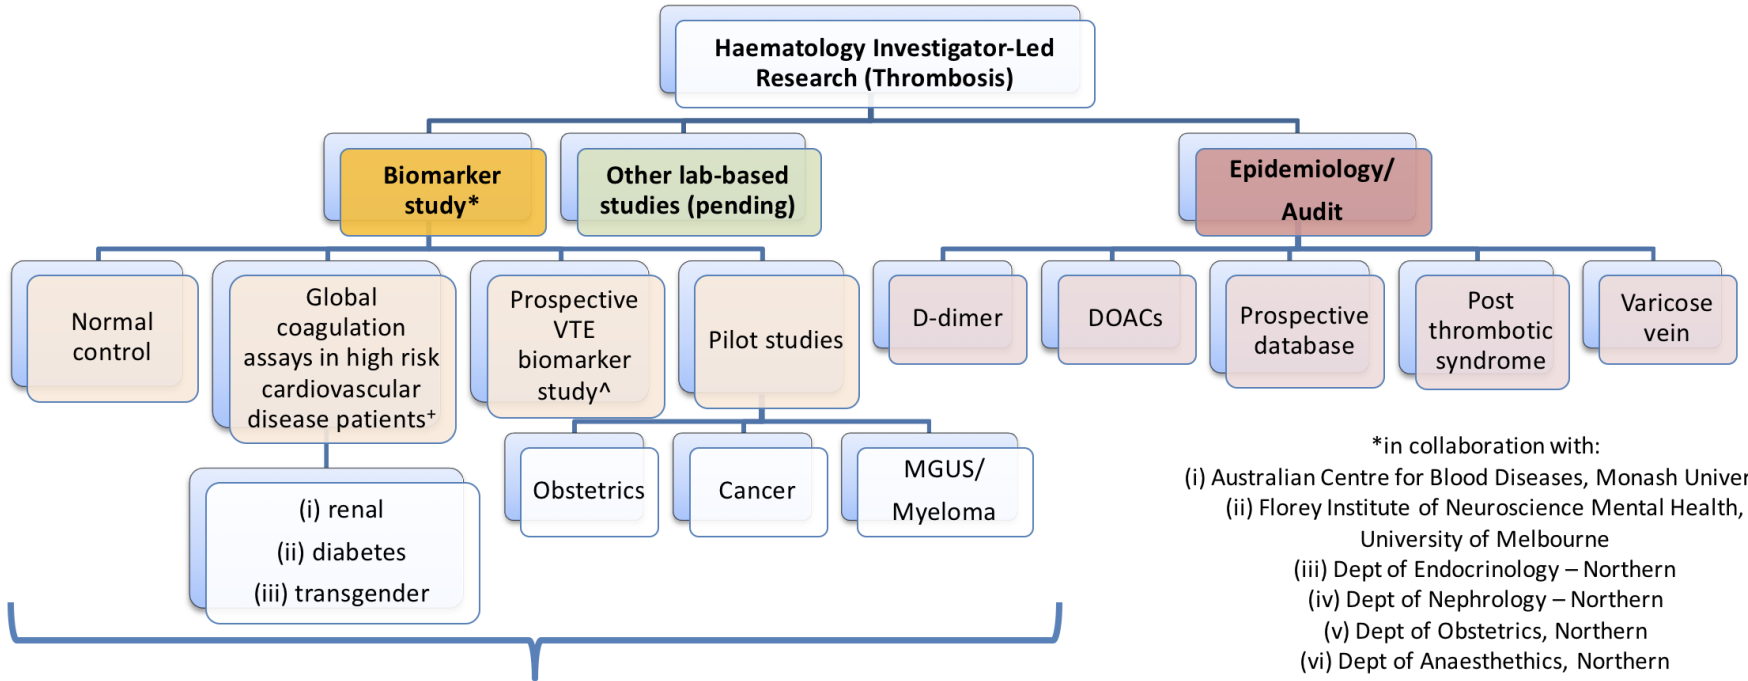 Haematology Investigator-Led
Research (Thrombosis)
Biomarker
study*
Other lab-based
studies (pending)
Epidemiology/
Audit
Normal
control
Global
coagulation
assays in high risk
cardiovascular
disease patients⁺
Prospective
VTE
biomarker
study^
Pilot studies
D-dimer
DOACs
Prospective
database
Post
thrombotic
syndrome
Varicose
vein
(i) renal
(ii) diabetes
(iii) transgender
Obstetrics
Cancer
MGUS/
Myeloma
*in collaboration with:
(i) Australian Centre for Blood Diseases, Monash Univer
(ii) Florey Institute of Neuroscience Mental Health,
University of Melbourne
(iii) Dept of Endocrinology – Northern
(iv) Dept of Nephrology – Northern
(v) Dept of Obstetrics, Northern
(vi) Dept of Anaesthethics, Northern